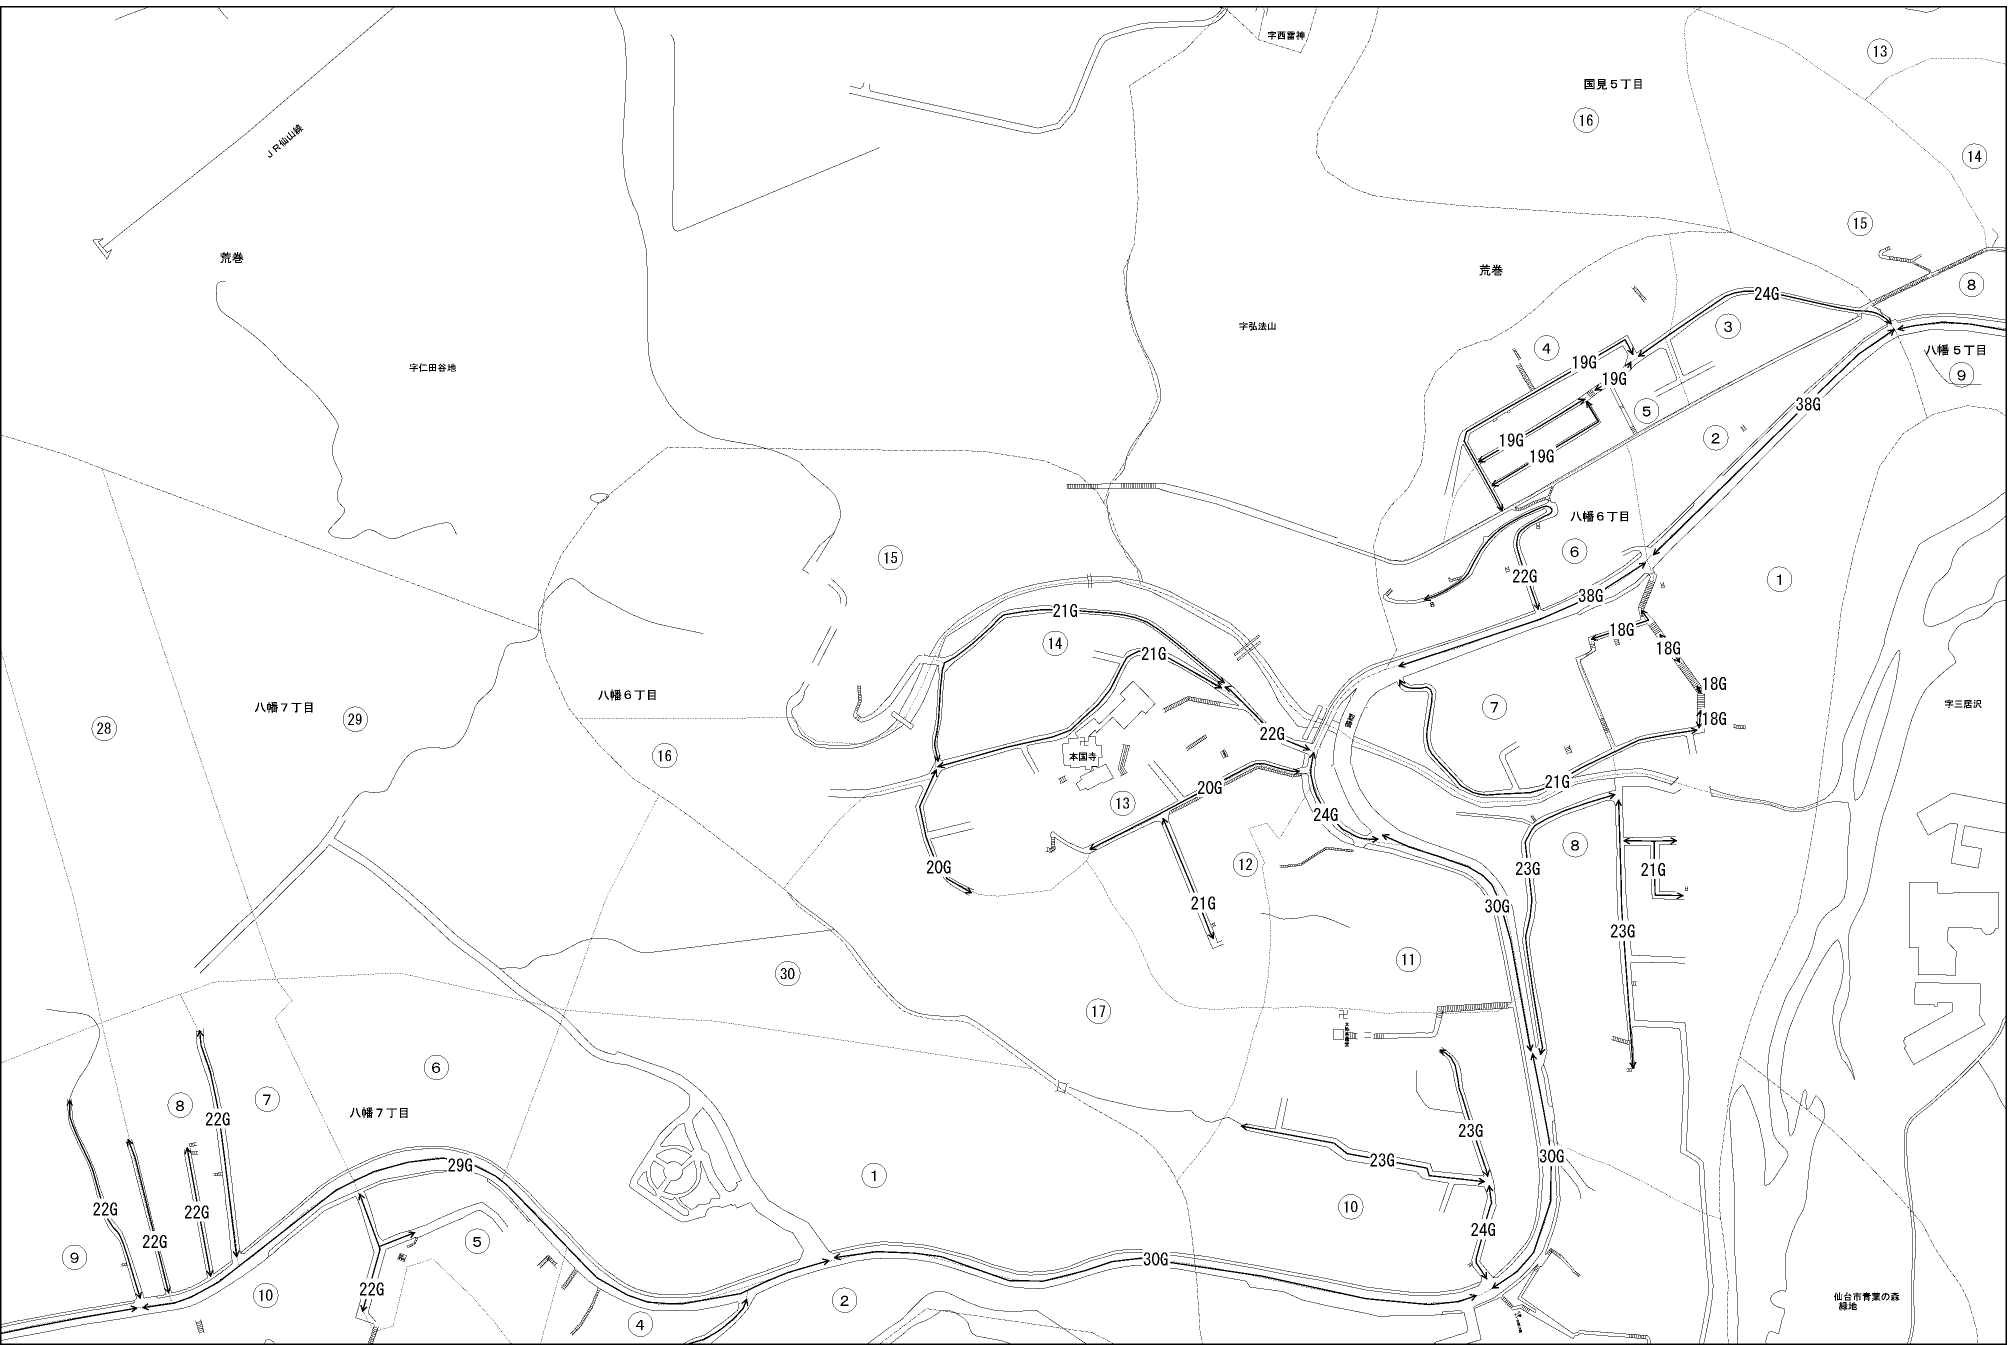 字西雷神
13
国見５丁目
16
14
ＪＲ仙山線
15
荒巻
荒巻
8
24G
字弘法山
3
4
八幡５丁目
19G
字仁田谷地
9
19G
38G
5
2
19G
19G
八幡６丁目
15
6
1
22G
38G
21G
18G
14
18G
21G
18G
八幡６丁目
字三居沢
八幡７丁目
7
29
18G
28
22G
16
本国寺
21G
20G
13
24G
8
12
20G
23G
21G
21G
30G
23G
11
30
17
6
7
8
八幡７丁目
22G
23G
30G
23G
29G
1
10
22G
22G
24G
22G
5
9
30G
22G
10
2
仙台市青葉の森
緑地
4